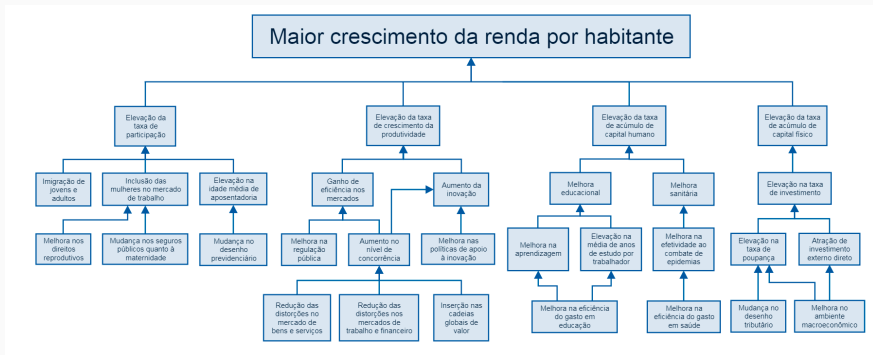 Maior crescimento da renda por habitante
Elevação da
taxa de
participação
Elevação da taxa
de crescimento da
produtividade
Elevação da taxa
de acúmulo de
capital humano
Elevação da taxa
de acúmulo de
capital físico
Imigração de
jovens e
adultos
Inclusão das
mulheres no mercado
de trabalho
Elevação na
idade média de
aposentadoria
Ganho de
eficiência nos
mercados
Aumento da
inovação
Melhora
educacional
Melhora
sanitária
Elevação na taxa
de investimento
Melhora nos
direitos
reprodutivos
Mudança nos seguros
públicos quanto à
maternidade
Mudança no
desenho
previdenciário
Melhora na
regulação
pública
Aumento no
nível de
concorrência
Melhora nas
políticas de apoio
à inovação
Melhora na
aprendizagem
Elevação na
média de anos
de estudo por
trabalhador
Melhora na
efetividade ao
combate de
epidemias
Elevação na
taxa de
poupança
Atração de
investimento
externo direto
Redução das
distorções no
mercado de
bens e serviços
Redução das
distorções nos
mercados de
trabalho e financeiro
Inserção nas
cadeias
globais de
valor
Melhora na eficiência
do gasto em
educação
Melhora na
eficiência do gasto
em saúde
Mudança no
desenho
tributário
Melhora no
ambiente
macroeconômico